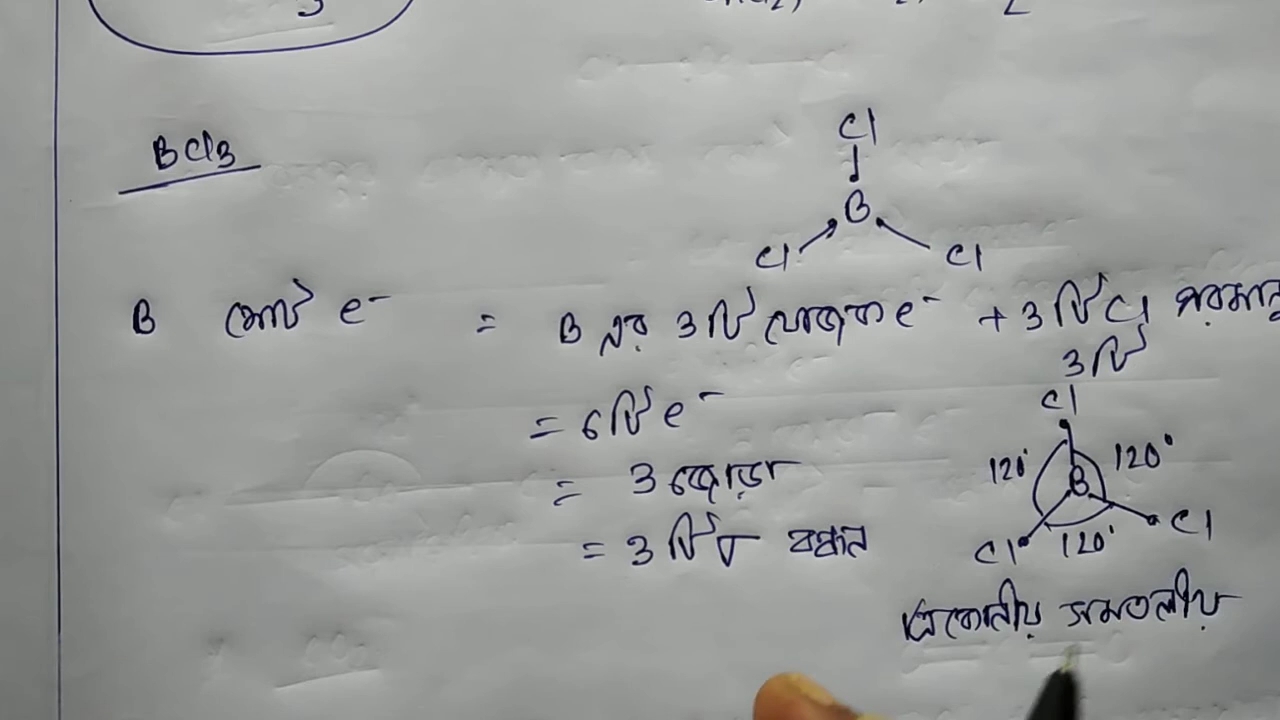 BCl3
Cl
B
Cl Cl
B মোট e⁻ = B এর 3টি যোজক e⁻ + 3টি Cl পরমানু
3টি
= 6টি e⁻
= 3 জোড়া
= 3টি σ বন্ধন
Cl
120° 120°
B
Cl 120° Cl
ত্রিকোনীয় সমতলীয়